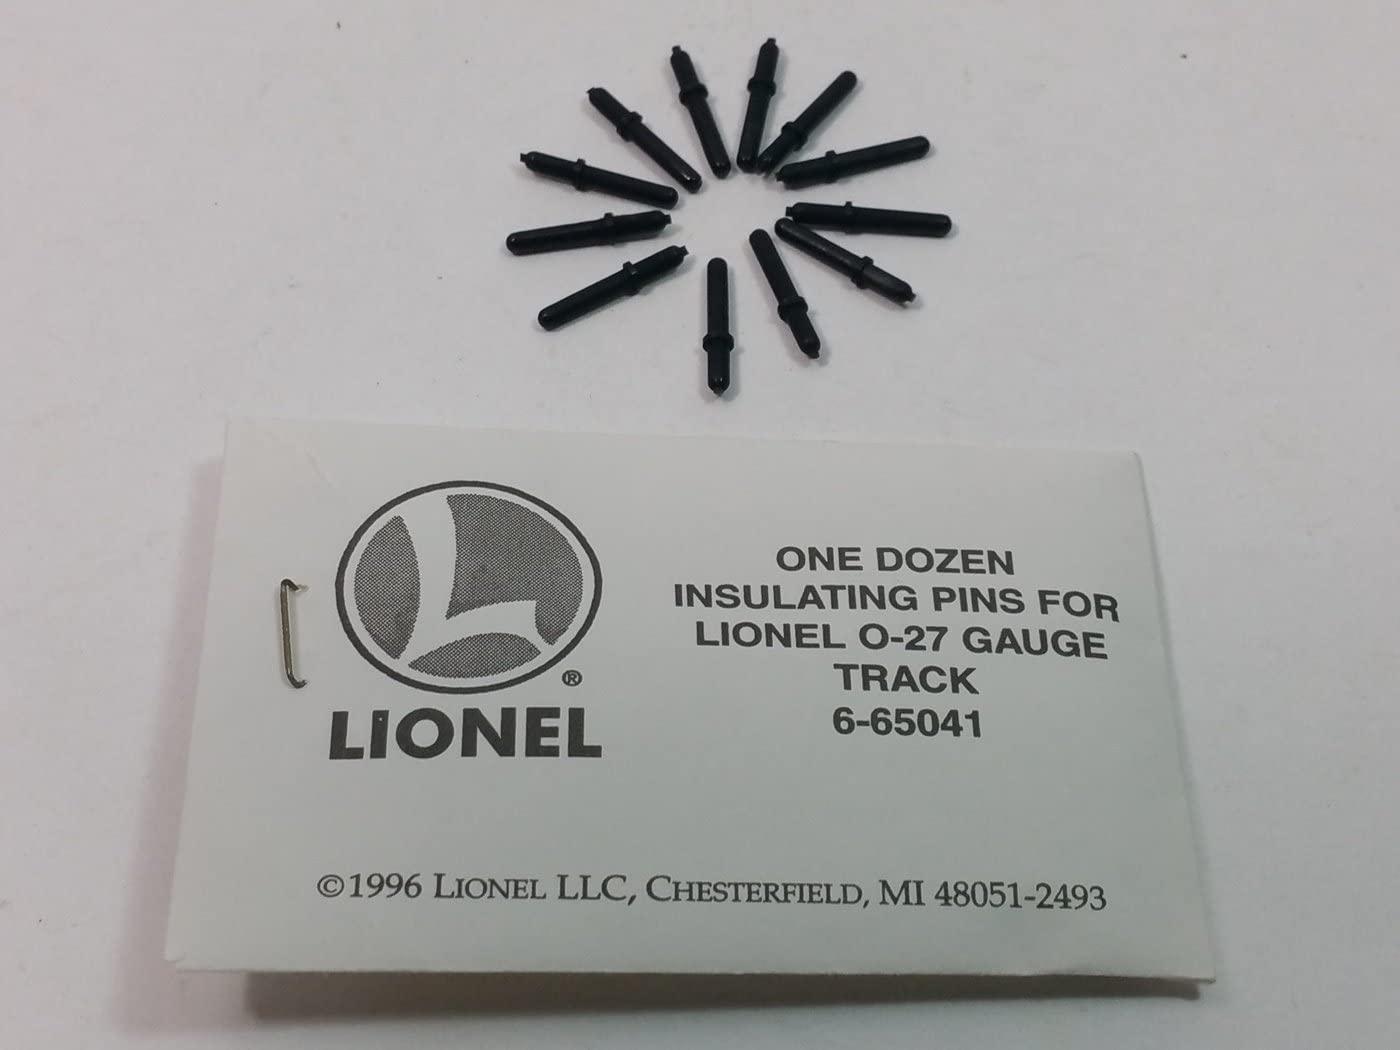 L
®
LIONEL
ONE DOZEN
INSULATING PINS FOR
LIONEL O-27 GAUGE
TRACK
6-65041
©1996 LIONEL LLC, CHESTERFIELD, MI 48051-2493